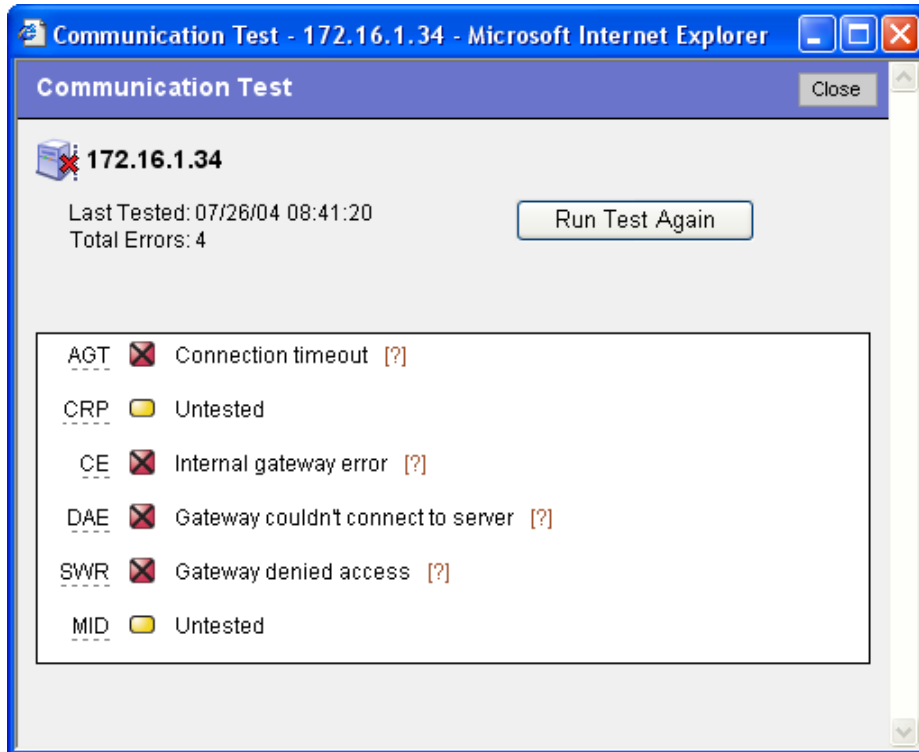 Communication Test - 172.16.1.34 - Microsoft Internet Explorer
Communication Test
Close
172.16.1.34
Last Tested: 07/26/04 08:41:20
Run Test Again
Total Errors: 4
AGT Connection timeout [?]
CRP Untested
CE Internal gateway error [?]
DAE Gateway couldn't connect to server [?]
SWR Gateway denied access [?]
MID Untested